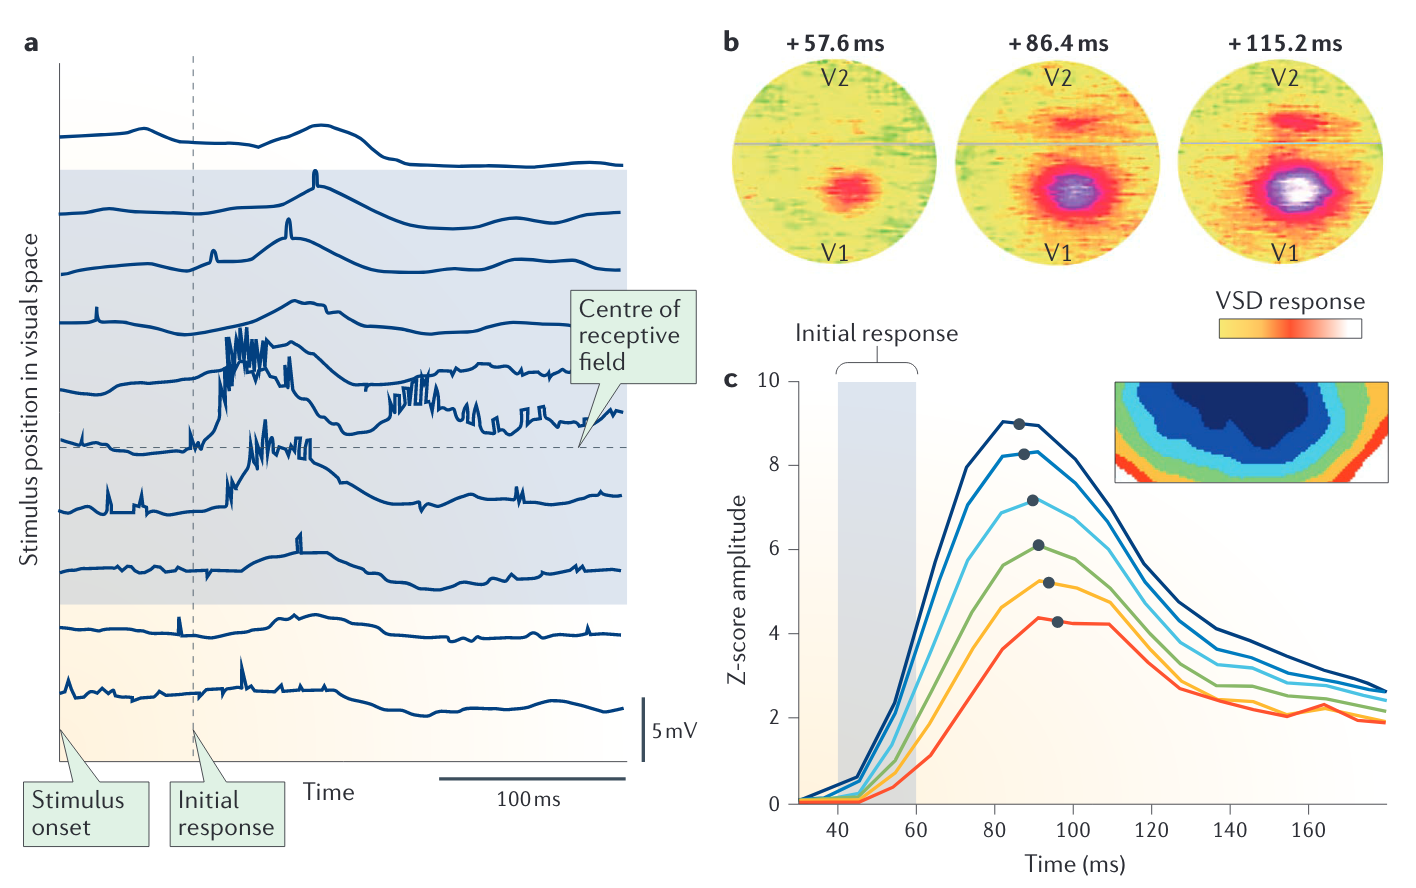 a
Stimulus position in visual space
Centre of
receptive
field
5 mV
Stimulus
onset
Initial
response
Time
100 ms
b
+ 57.6 ms
+ 86.4 ms
+ 115.2 ms
V2
V2
V2
V1
V1
V1
VSD response
c
Initial response
Z-score amplitude
10
8
6
4
2
0
40
60
80
100
120
140
160
Time (ms)